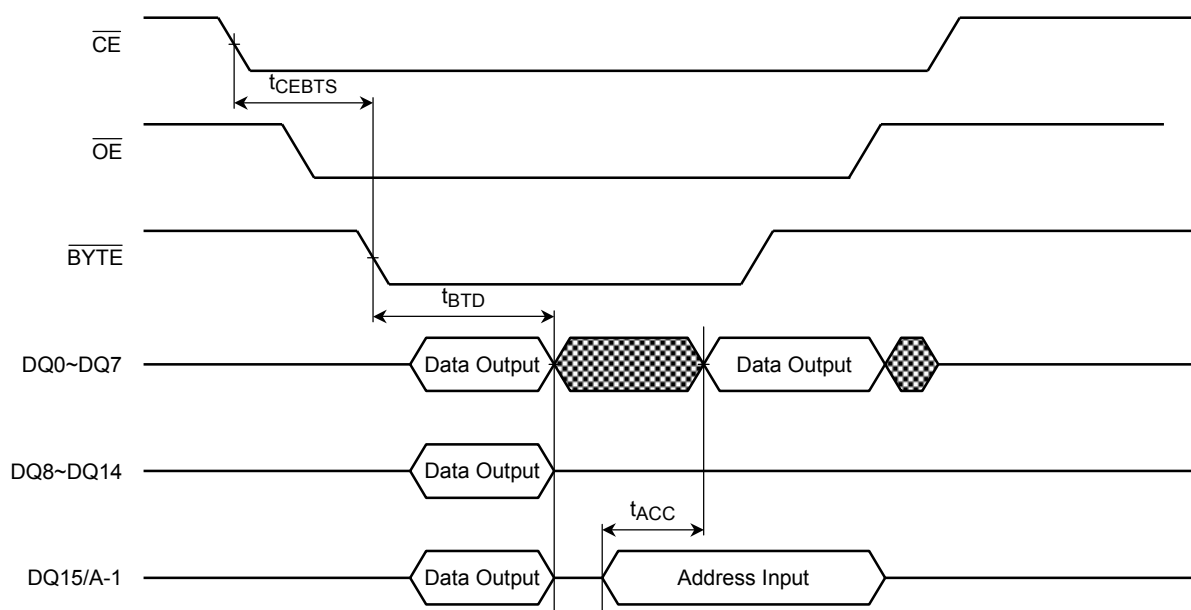 CE
tCEBTS
OE
BYTE
tBTD
DQ0~DQ7
Data Output
Data Output
DQ8~DQ14
Data Output
tACC
DQ15/A-1
Data Output
Address Input